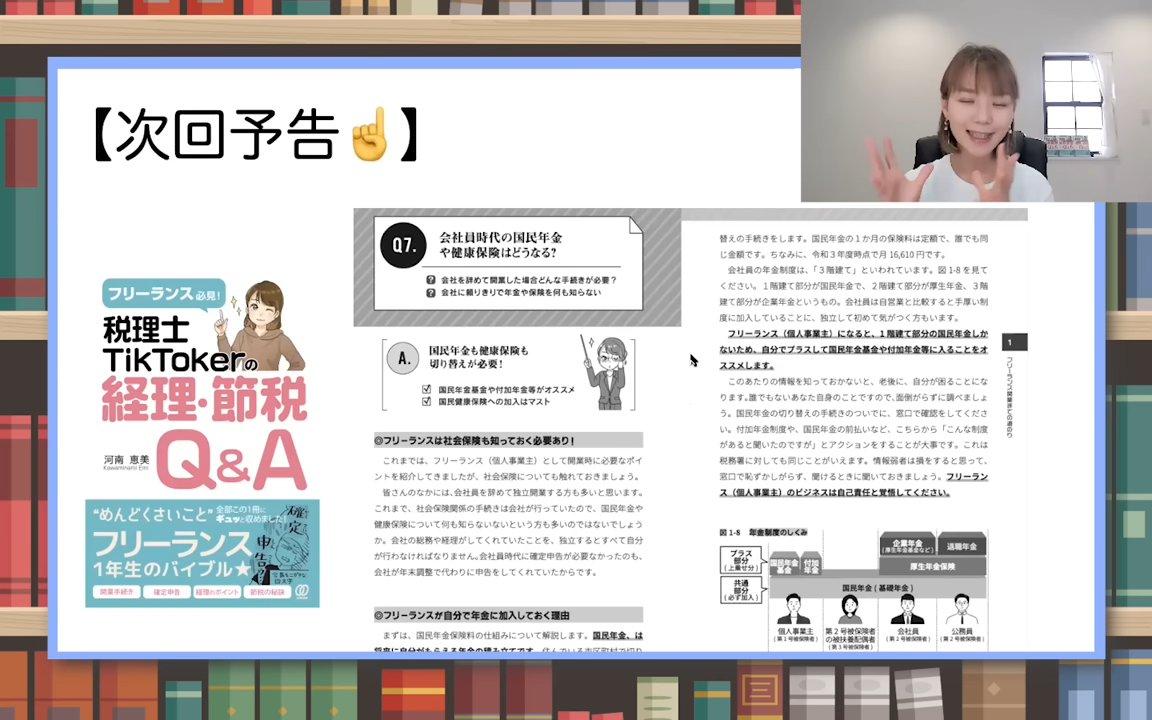 【次回予告☝】
フリーランス必見!
税理士
TikTokerの
経理・節税
Q&A
河南 恵美
Kawaminami Emi
"めんどくさいこと"
全部この1冊に
ギュッと収めました!
フリーランス
1年生のバイブル★
確定
申告?
開業手続き
確定申告
経理のポイント
節税の秘訣
Q7.
会社員時代の国民年金
や健康保険はどうなる?
会社を辞めて開業した場合どんな手続きが必要?
会社に頼りきりで年金や保険を何も知らない
A.
国民年金も健康保険も
切り替えが必要!
国民年金基金や付加年金等がオススメ
国民健康保険への加入はマスト
◎フリーランスは社会保険も知っておく必要あり!
これまでは、フリーランス(個人事業主)として開業時に必要なポイ
ントを紹介してきましたが、社会保険についても触れておきましょう。
皆さんのなかには、会社員を辞めて独立開業する方も多いと思います。
これまで、社会保険関係の手続きは会社が行っていたので、国民年金や
健康保険について何も知らないないという方も多いのではないでしょう
か。会社の総務や経理がしてくれていたことを、独立するとすべて自分
が行わなければなりません。会社員時代に確定申告が必要なかったのも、
会社が年末調整で代わりに申告をしてくれていたからです。
◎フリーランスが自分で年金に加入しておく理由
まずは、国民年金保険料の仕組みについて解説します。国民年金、は
将来に自分がもらえる年金の積み立てです。住んでいる市区町村で切り
替えの手続きをします。国民年金の1か月の保険料は定額で、誰でも同
じ金額です。ちなみに、令和3年度時点で月16,610円です。
会社員の年金制度は、「3階建て」といわれています。図1-8を見て
ください。1階建て部分が国民年金で、2階建て部分が厚生年金、3階
建て部分が企業年金というもの。会社員は自営業と比較すると手厚い制
度に加入していることに、独立して初めて気がつく方もいます。
フリーランス(個人事業主)になると、1階建て部分の国民年金しか
ないため、自分でプラスして国民年金基金や付加年金等に入ることをオ
ススメします。
このあたりの情報を知っておかないと、老後に、自分が困ることにな
ります。誰でもないあなた自身のことですので、面倒がらずに調べましょ
う。国民年金の切り替えの手続きのついでに、窓口で確認をしてくださ
い。付加年金制度や、国民年金の前払いなど、こちらから「こんな制度
があると聞いたのですが」とアクションをすることが大事です。これは
税務署に対しても同じことがいえます。情報弱者は損をすると思って、
窓口で恥ずかしがらず、聞けるときに聞いておきましょう。フリーラン
ス(個人事業主)のビジネスは自己責任と覚悟してください。
1
フリーランス開業までの道のり
図1-8 年金制度のしくみ
プラス
部分
(上乗せ分)
共通
部分
(必ず加入)
国民年金
基金
付加
年金
企業年金
(厚生年金基金など)
退職年金
厚生年金保険
国民年金(基礎年金)
個人事業主
(第1号被保険者)
第2号被保険者
の被扶養配偶者
(第3号被保険者)
会社員
(第2号被保険者)
公務員
(第2号被保険者)